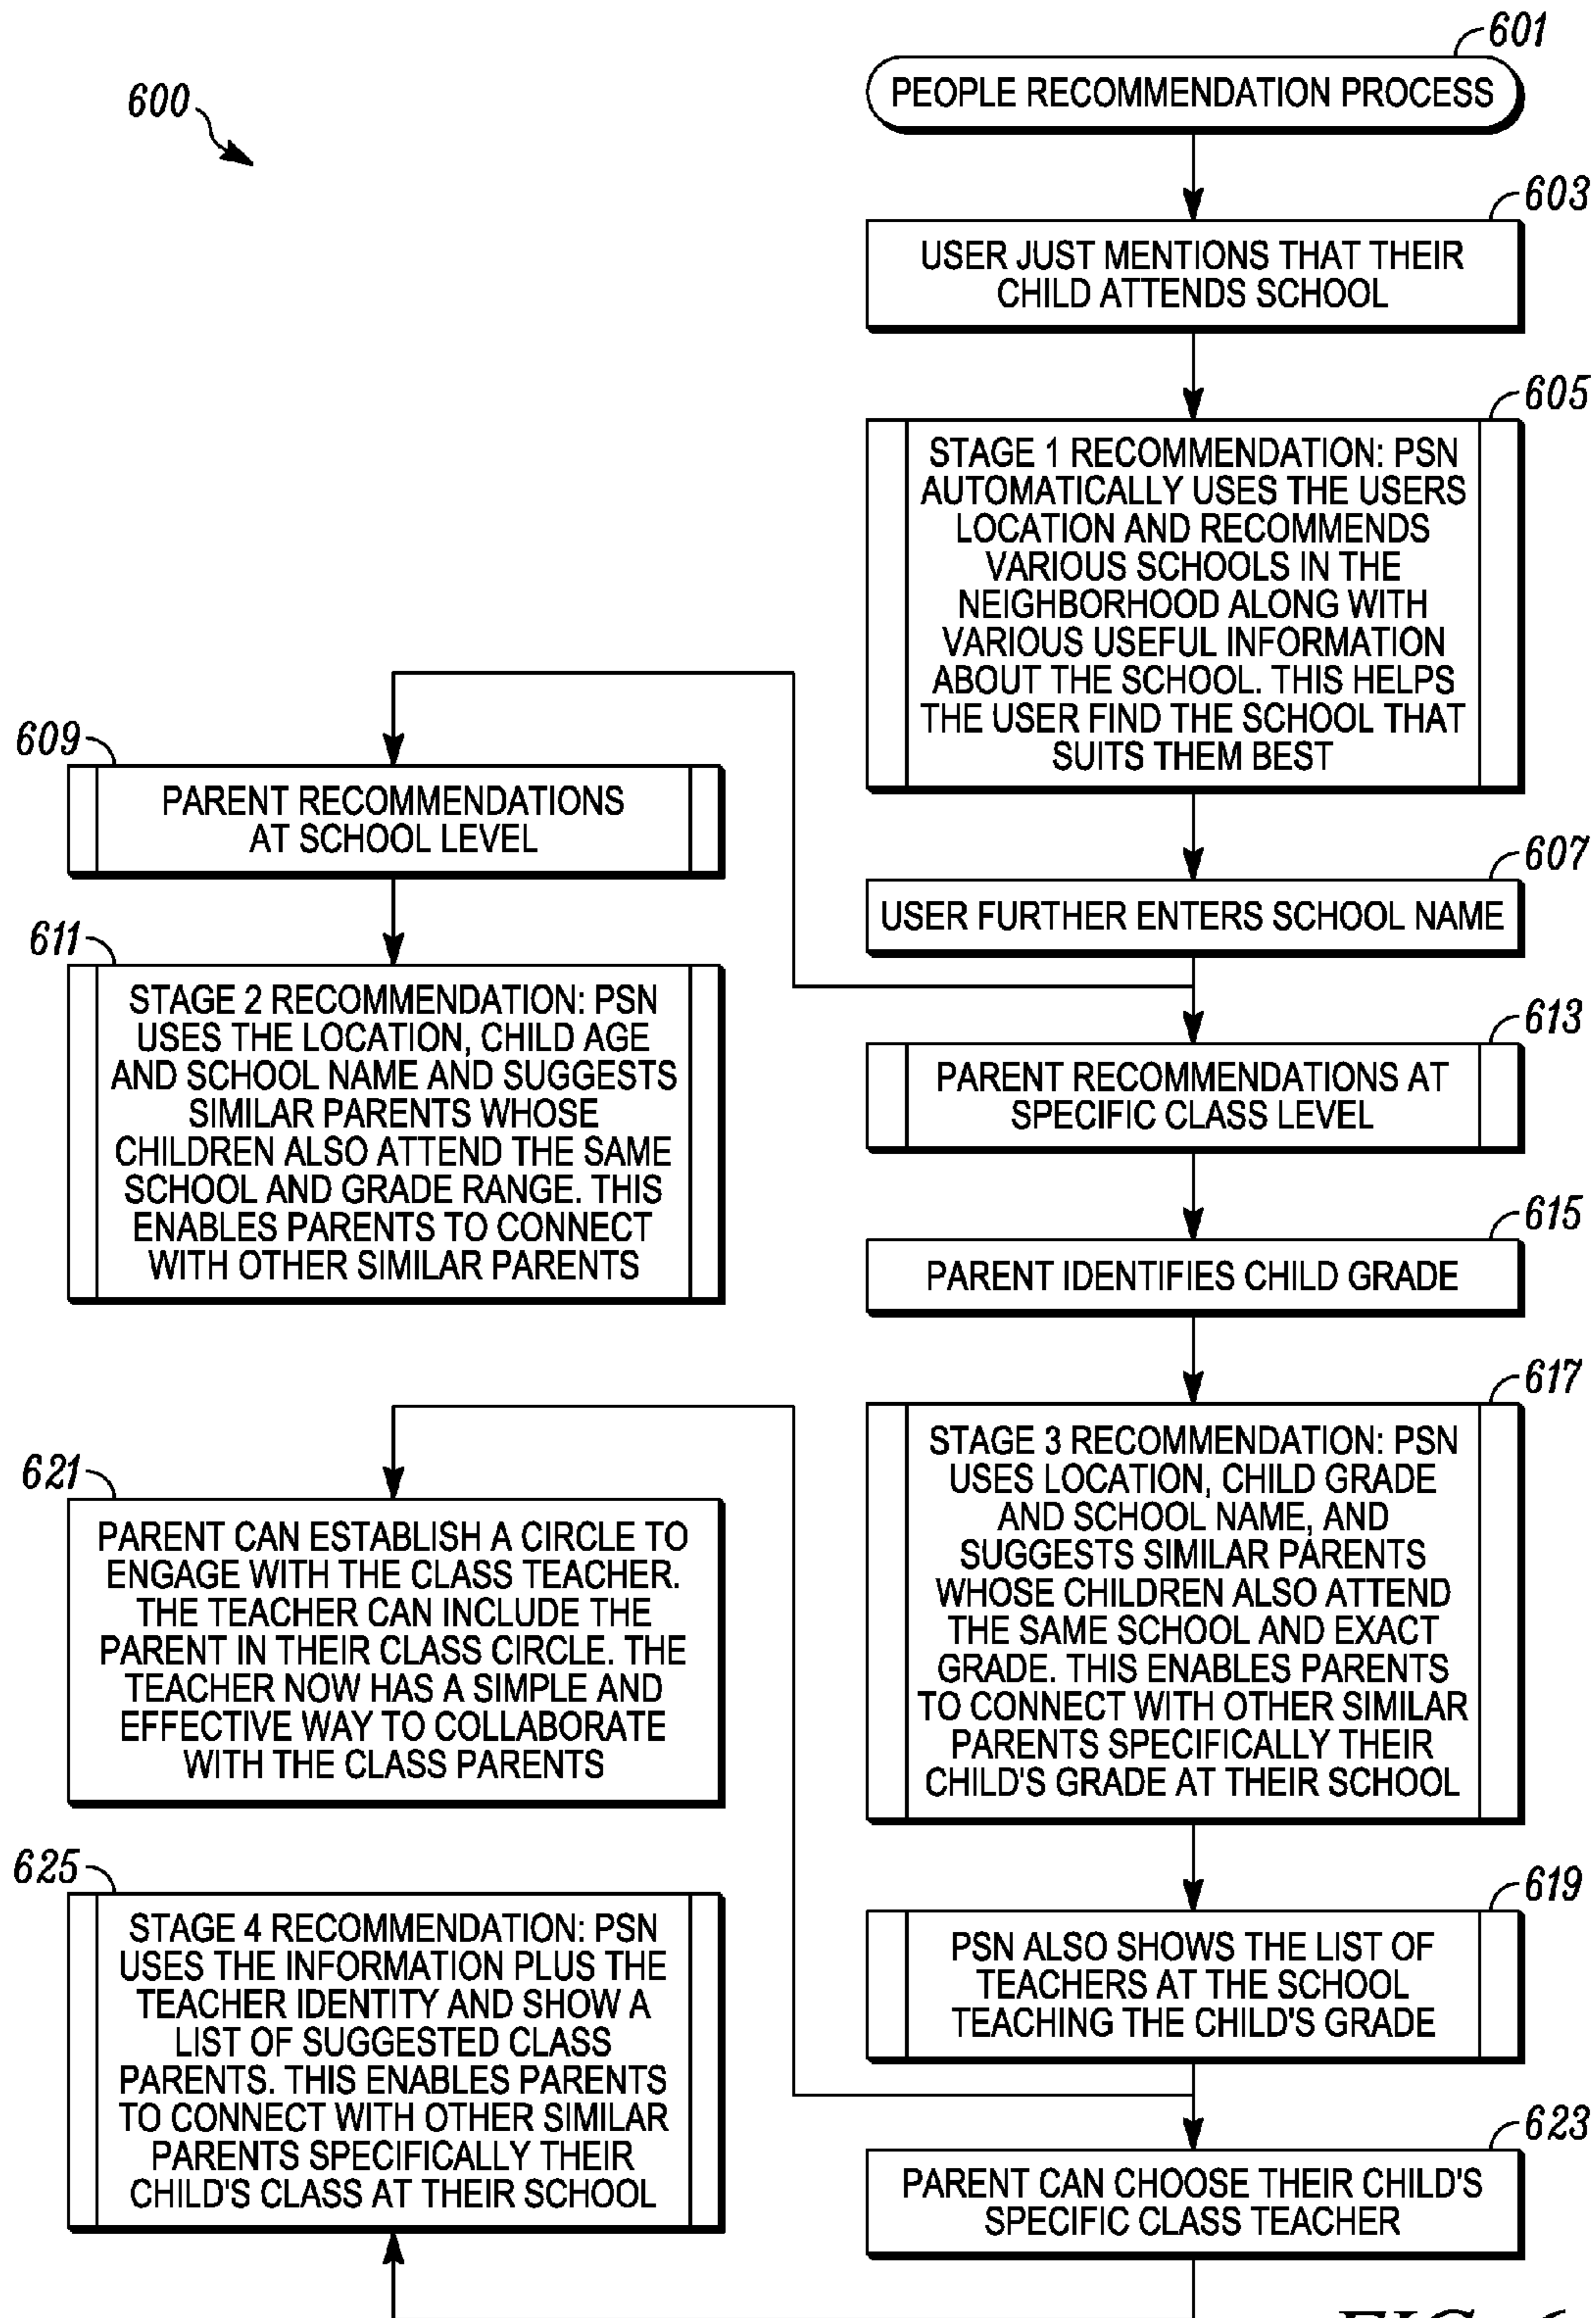 600
601
PEOPLE RECOMMENDATION PROCESS
603
USER JUST MENTIONS THAT THEIR
CHILD ATTENDS SCHOOL
605
STAGE 1 RECOMMENDATION: PSN
AUTOMATICALLY USES THE USERS
LOCATION AND RECOMMENDS
VARIOUS SCHOOLS IN THE
NEIGHBORHOOD ALONG WITH
VARIOUS USEFUL INFORMATION
ABOUT THE SCHOOL. THIS HELPS
THE USER FIND THE SCHOOL THAT
SUITS THEM BEST
607
USER FURTHER ENTERS SCHOOL NAME
609
PARENT RECOMMENDATIONS
AT SCHOOL LEVEL
611
STAGE 2 RECOMMENDATION: PSN
USES THE LOCATION, CHILD AGE
AND SCHOOL NAME AND SUGGESTS
SIMILAR PARENTS WHOSE
CHILDREN ALSO ATTEND THE SAME
SCHOOL AND GRADE RANGE. THIS
ENABLES PARENTS TO CONNECT
WITH OTHER SIMILAR PARENTS
613
PARENT RECOMMENDATIONS AT
SPECIFIC CLASS LEVEL
615
PARENT IDENTIFIES CHILD GRADE
617
STAGE 3 RECOMMENDATION: PSN
USES LOCATION, CHILD GRADE
AND SCHOOL NAME, AND
SUGGESTS SIMILAR PARENTS
WHOSE CHILDREN ALSO ATTEND
THE SAME SCHOOL AND EXACT
GRADE. THIS ENABLES PARENTS
TO CONNECT WITH OTHER SIMILAR
PARENTS SPECIFICALLY THEIR
CHILD'S GRADE AT THEIR SCHOOL
619
PSN ALSO SHOWS THE LIST OF
TEACHERS AT THE SCHOOL
TEACHING THE CHILD'S GRADE
621
PARENT CAN ESTABLISH A CIRCLE TO
ENGAGE WITH THE CLASS TEACHER.
THE TEACHER CAN INCLUDE THE
PARENT IN THEIR CLASS CIRCLE. THE
TEACHER NOW HAS A SIMPLE AND
EFFECTIVE WAY TO COLLABORATE
WITH THE CLASS PARENTS
623
PARENT CAN CHOOSE THEIR CHILD'S
SPECIFIC CLASS TEACHER
625
STAGE 4 RECOMMENDATION: PSN
USES THE INFORMATION PLUS THE
TEACHER IDENTITY AND SHOW A
LIST OF SUGGESTED CLASS
PARENTS. THIS ENABLES PARENTS
TO CONNECT WITH OTHER SIMILAR
PARENTS SPECIFICALLY THEIR
CHILD'S CLASS AT THEIR SCHOOL